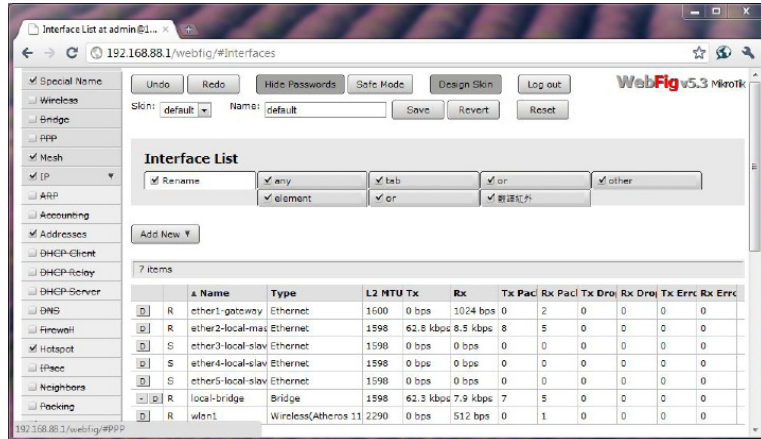 Interface List at admin@1...
192.168.88.1/webfig/#Interfaces
Undo Redo Hide Passwords Safe Mode Design Skin Log out WebFig v5.3 MikroTik
Skin: default Name: default Save Revert Reset
Special Name
Wireless
Bridge
PPP
Mesh
IP
ARP
Accounting
Addresses
DHCP Client
DHCP Relay
DHCP Server
DNS
Firewall
Hotspot
IPsec
Neighbors
Packing
192.168.88.1/webfig/#PPP
Interface List
Rename any tab or other
element or 翻譯紅外
Add New
7 items
Name Type L2 MTU Tx Rx Tx Pac Rx Pac Tx Dro Rx Dro Tx Erro Rx Erro
D R ether1-gateway Ethernet 1600 0 bps 1024 bps 0 2 0 0 0 0
D R ether2-local-mas Ethernet 1598 62.8 kbps 8.5 kbps 8 5 0 0 0 0
D S ether3-local-slav Ethernet 1598 0 bps 0 bps 0 0 0 0 0 0
D S ether4-local-slav Ethernet 1598 0 bps 0 bps 0 0 0 0 0 0
D S ether5-local-slav Ethernet 1598 0 bps 0 bps 0 0 0 0 0 0
- D R local-bridge Bridge 1598 62.3 kbps 7.9 kbps 7 5 0 0 0 0
D R wlan1 Wireless(Atheros 11 2290 0 bps 512 bps 0 1 0 0 0 0